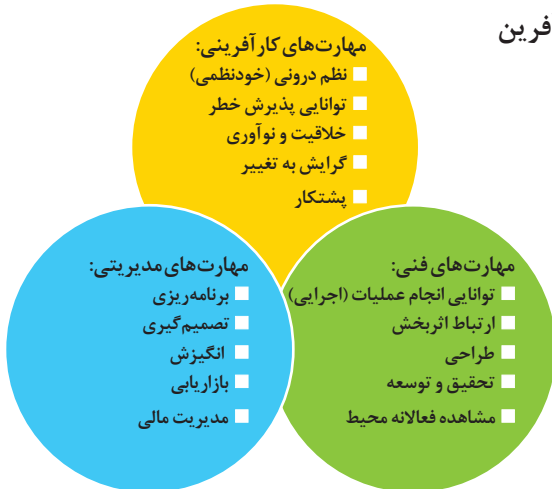 فرین
مهارت‌های کارآفرینی:
نظم درونی (خودنظمی)
توانایی پذیرش خطر
خلاقیت و نوآوری
گرایش به تغییر
پشتکار
مهارت‌های فنی:
توانایی انجام عملیات (اجرایی)
ارتباط اثربخش
طراحی
تحقیق و توسعه
مشاهده فعالانه محیط
مهارت‌های مدیریتی:
برنامه‌ریزی
تصمیم‌گیری
انگیزش
بازاریابی
مدیریت مالی